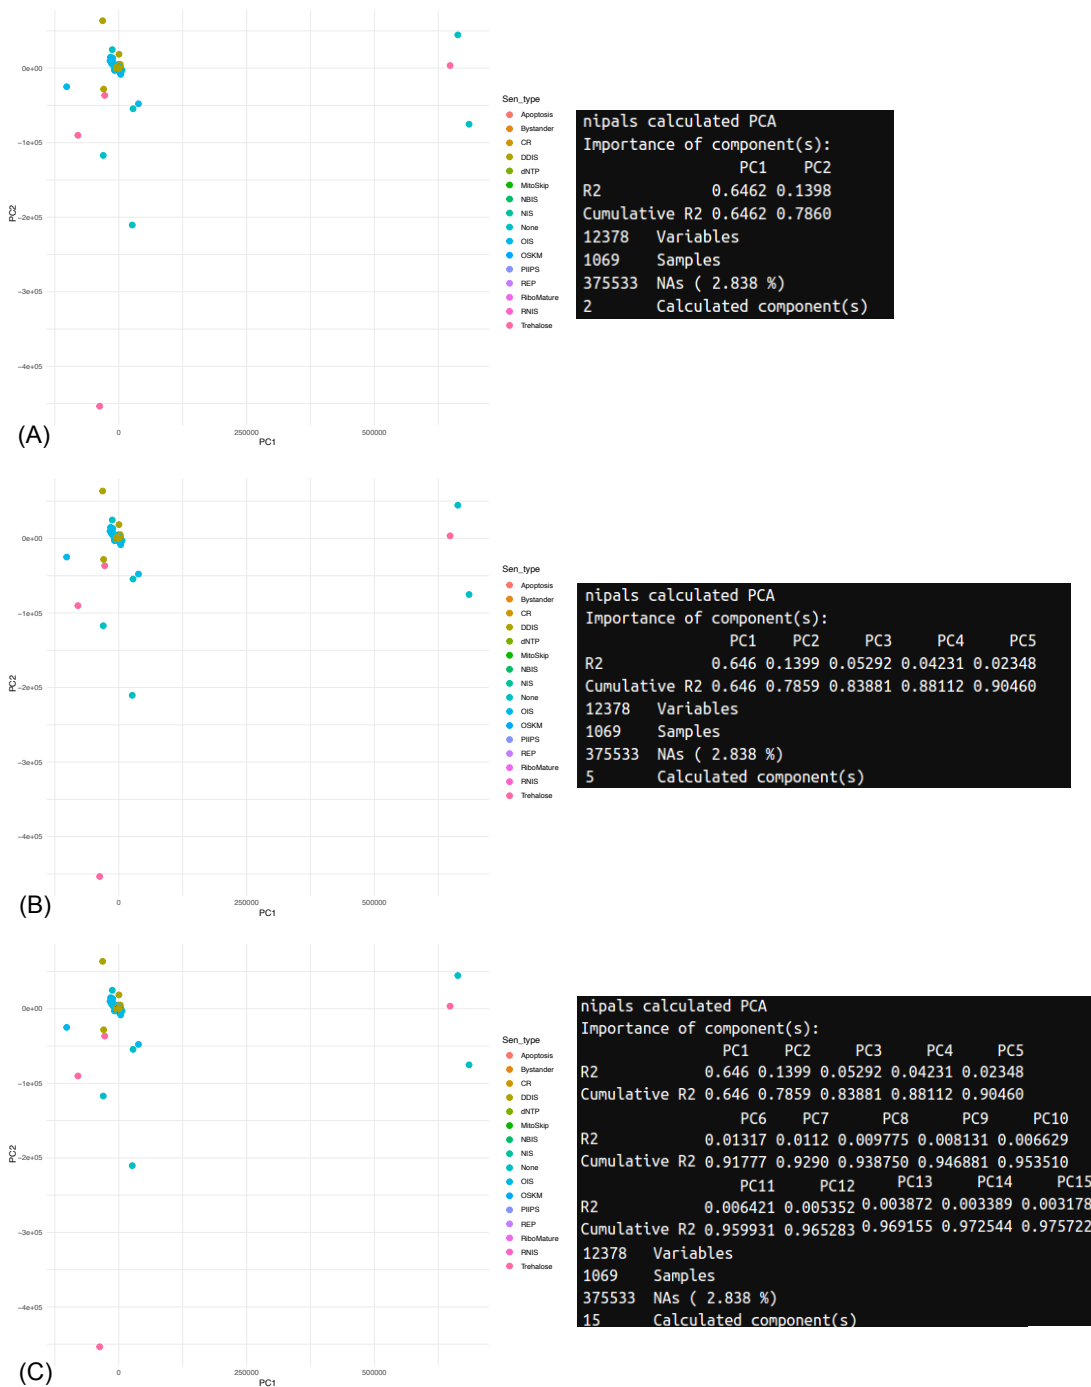 0e+00
−1e+05
−2e+05
−3e+05
−4e+05
PC2
0 250000 500000
PC1
Sen_type
Apoptosis
Bystander
CR
DDIS
dNTP
MitoSkip
NBIS
NIS
None
OIS
OSKM
PIIPS
REP
RiboMature
RNIS
Trehalose
nipals calculated PCA
Importance of component(s):
PC1 PC2
R2 0.6462 0.1398
Cumulative R2 0.6462 0.7860
12378 Variables
1069 Samples
375533 NAs ( 2.838 %)
2 Calculated component(s)
(A)
0e+00
−1e+05
−2e+05
−3e+05
−4e+05
PC2
0 250000 500000
PC1
Sen_type
Apoptosis
Bystander
CR
DDIS
dNTP
MitoSkip
NBIS
NIS
None
OIS
OSKM
PIIPS
REP
RiboMature
RNIS
Trehalose
nipals calculated PCA
Importance of component(s):
PC1 PC2 PC3 PC4 PC5
R2 0.646 0.1399 0.05292 0.04231 0.02348
Cumulative R2 0.646 0.7859 0.83881 0.88112 0.90460
12378 Variables
1069 Samples
375533 NAs ( 2.838 %)
5 Calculated component(s)
(B)
0e+00
−1e+05
−2e+05
−3e+05
−4e+05
PC2
0 250000 500000
PC1
Sen_type
Apoptosis
Bystander
CR
DDIS
dNTP
MitoSkip
NBIS
NIS
None
OIS
OSKM
PIIPS
REP
RiboMature
RNIS
Trehalose
nipals calculated PCA
Importance of component(s):
PC1 PC2 PC3 PC4 PC5
R2 0.646 0.1399 0.05292 0.04231 0.02348
Cumulative R2 0.646 0.7859 0.83881 0.88112 0.90460
PC6 PC7 PC8 PC9 PC10
R2 0.01317 0.0112 0.009775 0.008131 0.006629
Cumulative R2 0.91777 0.9290 0.938750 0.946881 0.953510
PC11 PC12 PC13 PC14 PC15
R2 0.006421 0.005352 0.003872 0.003389 0.003178
Cumulative R2 0.959931 0.965283 0.969155 0.972544 0.975722
12378 Variables
1069 Samples
375533 NAs ( 2.838 %)
15 Calculated component(s)
(C)